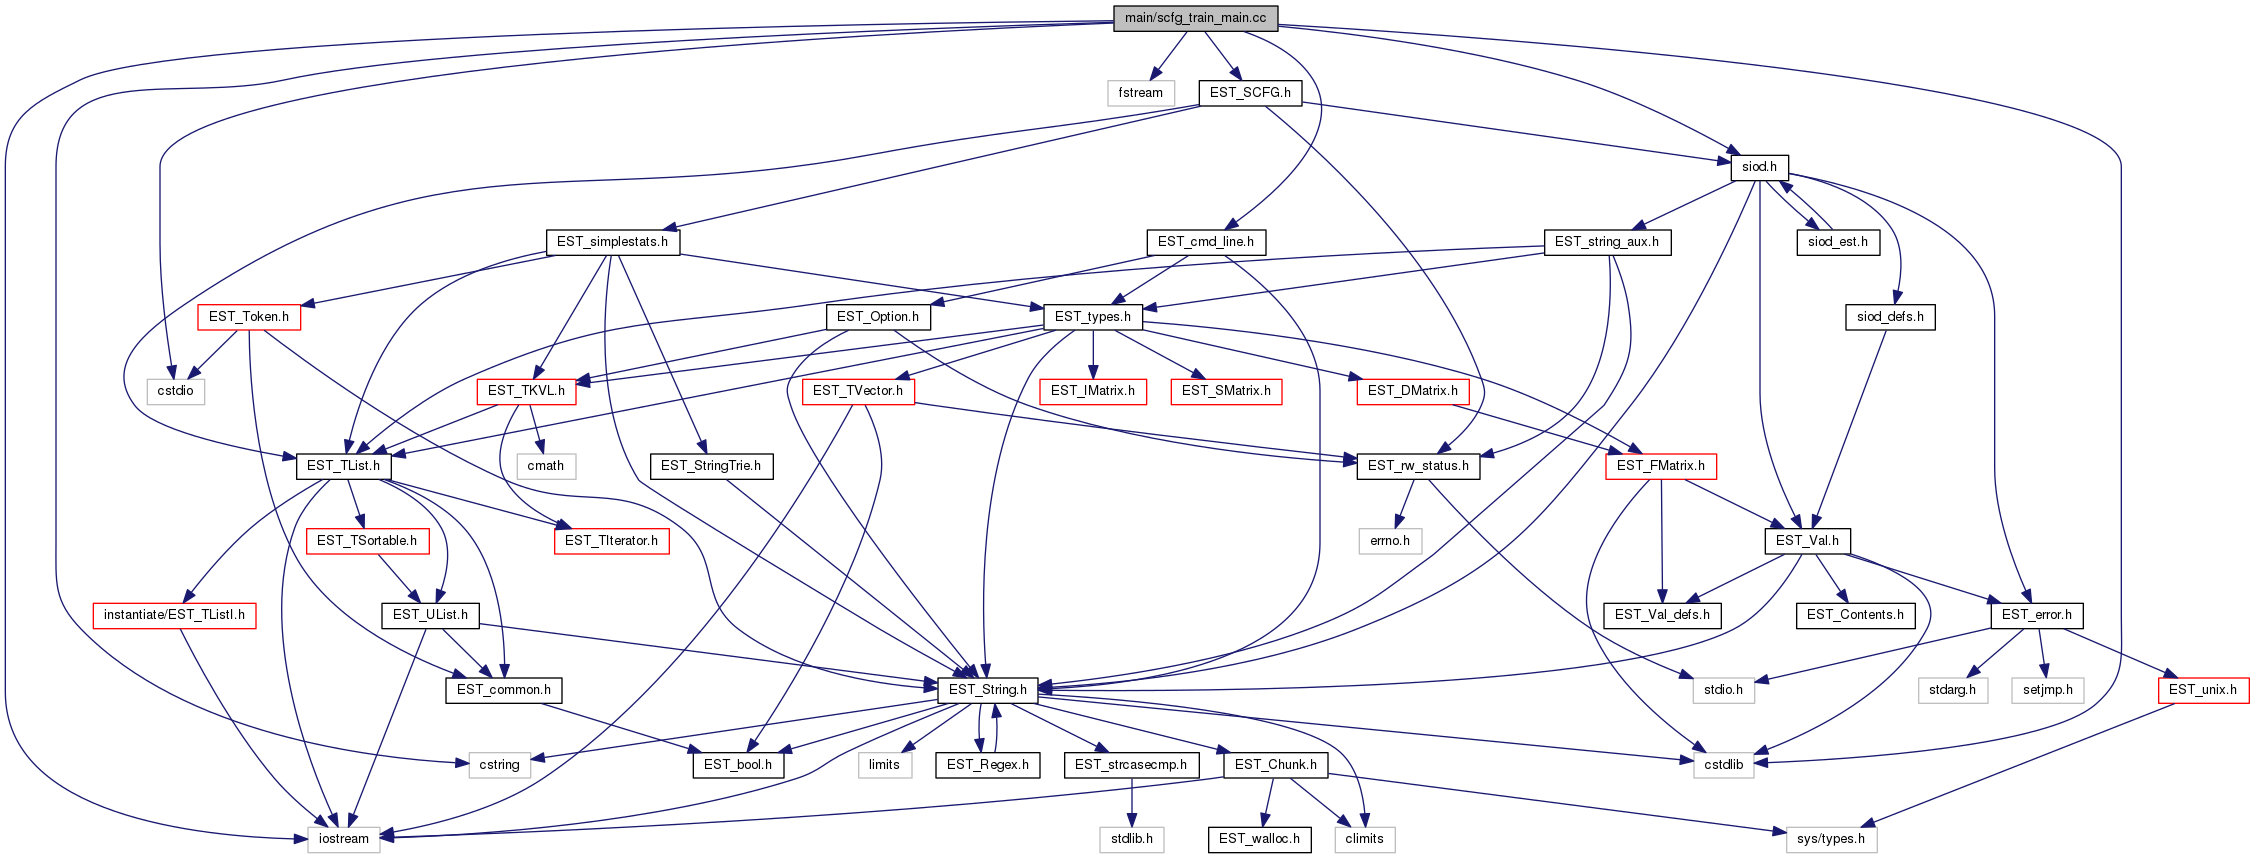 main/scfg_train_main.cc
fstream
EST_SCFG.h
siod.h
EST_simplestats.h
EST_cmd_line.h
EST_string_aux.h
siod_est.h
EST_Token.h
EST_Option.h
EST_types.h
siod_defs.h
cstdio
EST_TKVL.h
EST_TVector.h
EST_IMatrix.h
EST_SMatrix.h
EST_DMatrix.h
EST_TList.h
cmath
EST_StringTrie.h
EST_rw_status.h
EST_FMatrix.h
EST_TSortable.h
EST_TIterator.h
errno.h
EST_Val.h
instantiate/EST_TListI.h
EST_UList.h
EST_Val_defs.h
EST_Contents.h
EST_error.h
EST_common.h
EST_String.h
stdio.h
stdarg.h
setjmp.h
EST_unix.h
cstring
EST_bool.h
limits
EST_Regex.h
EST_strcasecmp.h
EST_Chunk.h
cstdlib
iostream
stdlib.h
EST_walloc.h
climits
sys/types.h